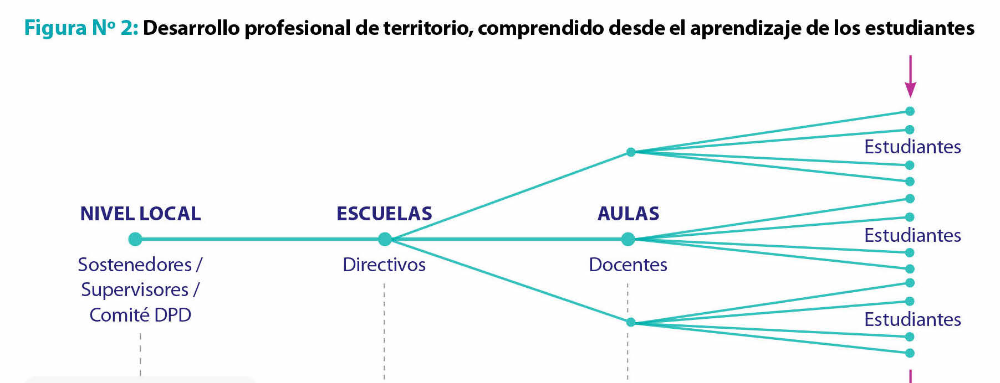 Figura Nº 2: Desarrollo profesional de territorio, comprendido desde el aprendizaje de los estudiantes
Estudiantes
NIVEL LOCAL
ESCUELAS
AULAS
Estudiantes
Sostenedores /
Supervisores /
Comité DPD
Directivos
Docentes
Estudiantes